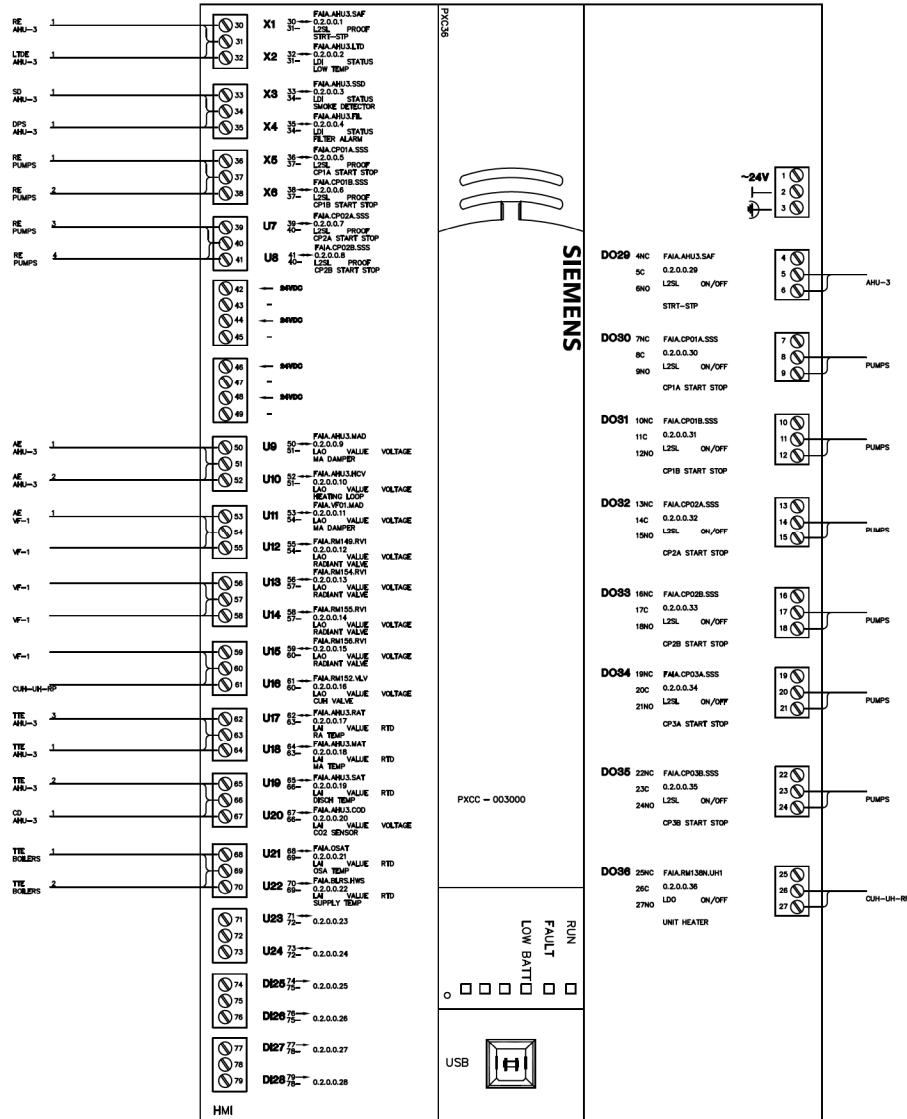 RE 1
AHU-3
LTDE 1
AHU-3
SD 1
AHU-3
DPS 1
AHU-3
RE 1
PUMPS
RE 2
PUMPS
RE 3
PUMPS
RE 4
PUMPS
AE 1
AHU-3
AE 2
AHU-3
AE 1
VF-1
VF-1
VF-1
VF-1
VF-1
CUH-UH-RP
TTE 3
AHU-3
TTE 1
AHU-3
TTE 2
AHU-3
CD 1
AHU-3
TTE 1
BOILERS
TTE 2
BOILERS
30
31
32
33
34
35
36
37
38
39
40
41
42
43
44
45
46
47
48
49
50
51
52
53
54
55
56
57
58
59
60
61
62
63
64
65
66
67
68
69
70
71
72
73
74
75
76
77
78
79
HMI
FAIA.AHU3.SAF
X1 30 0.2.0.0.1
31 L2SL PROOF
STRT-STP
FAIA.AHU3.LTD
X2 32 0.2.0.0.2
31 LDI STATUS
LOW TEMP
FAIA.AHU3.SSD
X3 33 0.2.0.0.3
34 LDI STATUS
SMOKE DETECTOR
FAIA.AHU3.FIL
X4 35 0.2.0.0.4
34 LDI STATUS
FILTER ALARM
FAIA.CP01A.SSS
X5 36 0.2.0.0.5
37 L2SL PROOF
CP1A START STOP
FAIA.CP01B.SSS
X6 38 0.2.0.0.6
37 L2SL PROOF
CP1B START STOP
FAIA.CP02A.SSS
U7 39 0.2.0.0.7
40 L2SL PROOF
CP2A START STOP
FAIA.CP02B.SSS
U8 41 0.2.0.0.8
40 L2SL PROOF
CP2B START STOP
24VDC
-
24VDC
-
24VDC
-
24VDC
-
FAIA.AHU3.MAD
U9 50 0.2.0.0.9
51 LAO VALUE VOLTAGE
MA DAMPER
FAIA.AHU3.HCV
U10 52 0.2.0.0.10
51 LAO VALUE VOLTAGE
HEATING LOOP
FAIA.VF01.MAD
U11 53 0.2.0.0.11
54 LAO VALUE VOLTAGE
MA DAMPER
FAIA.RM149.RV1
U12 55 0.2.0.0.12
54 LAO VALUE VOLTAGE
RADIANT VALVE
FAIA.RM154.RV1
U13 56 0.2.0.0.13
57 LAO VALUE VOLTAGE
RADIANT VALVE
FAIA.RM155.RV1
U14 58 0.2.0.0.14
57 LAO VALUE VOLTAGE
RADIANT VALVE
FAIA.RM156.RV1
U15 59 0.2.0.0.15
60 LAO VALUE VOLTAGE
RADIANT VALVE
FAIA.RM152.VLV
U16 61 0.2.0.0.16
60 LAO VALUE VOLTAGE
CUH VALVE
FAIA.AHU3.RAT
U17 62 0.2.0.0.17
63 LAI VALUE RTD
RA TEMP
FAIA.AHU3.MAT
U18 64 0.2.0.0.18
63 LAI VALUE RTD
MA TEMP
FAIA.AHU3.SAT
U19 65 0.2.0.0.19
66 LAI VALUE RTD
DISCH TEMP
FAIA.AHU3.COD
U20 67 0.2.0.0.20
66 LAI VALUE VOLTAGE
CO2 SENSOR
FAIA.OSAT
U21 68 0.2.0.0.21
69 LAI VALUE RTD
OSA TEMP
FAIA.BLRS.HWS
U22 70 0.2.0.0.22
69 LAI VALUE RTD
SUPPLY TEMP
U23 71 0.2.0.0.23
72
U24 73 0.2.0.0.24
72
DI25 74 0.2.0.0.25
75
DI26 76 0.2.0.0.26
75
DI27 77 0.2.0.0.27
78
DI28 79 0.2.0.0.28
78
PXC36
SIEMENS
PXCC - 003000
LOW BATT
FAULT
RUN
USB
~24V 1
2
3
DO29 4NC FAIA.AHU3.SAF 4
5C 0.2.0.0.29 5
6NO L2SL ON/OFF 6
AHU-3
STRT-STP
DO30 7NC FAIA.CP01A.SSS 7
8C 0.2.0.0.30 8
9NO L2SL ON/OFF 9
PUMPS
CP1A START STOP
DO31 10NC FAIA.CP01B.SSS 10
11C 0.2.0.0.31 11
12NO L2SL ON/OFF 12
PUMPS
CP1B START STOP
DO32 13NC FAIA.CP02A.SSS 13
14C 0.2.0.0.32 14
15NO L2SL ON/OFF 15
PUMPS
CP2A START STOP
DO33 16NC FAIA.CP02B.SSS 16
17C 0.2.0.0.33 17
18NO L2SL ON/OFF 18
PUMPS
CP2B START STOP
DO34 19NC FAIA.CP03A.SSS 19
20C 0.2.0.0.34 20
21NO L2SL ON/OFF 21
PUMPS
CP3A START STOP
DO35 22NC FAIA.CP03B.SSS 22
23C 0.2.0.0.35 23
24NO L2SL ON/OFF 24
PUMPS
CP3B START STOP
DO36 25NC FAIA.RM138N.UH1 25
26C 0.2.0.0.36 26
27NO LDO ON/OFF 27
CUH-UH-RP
UNIT HEATER